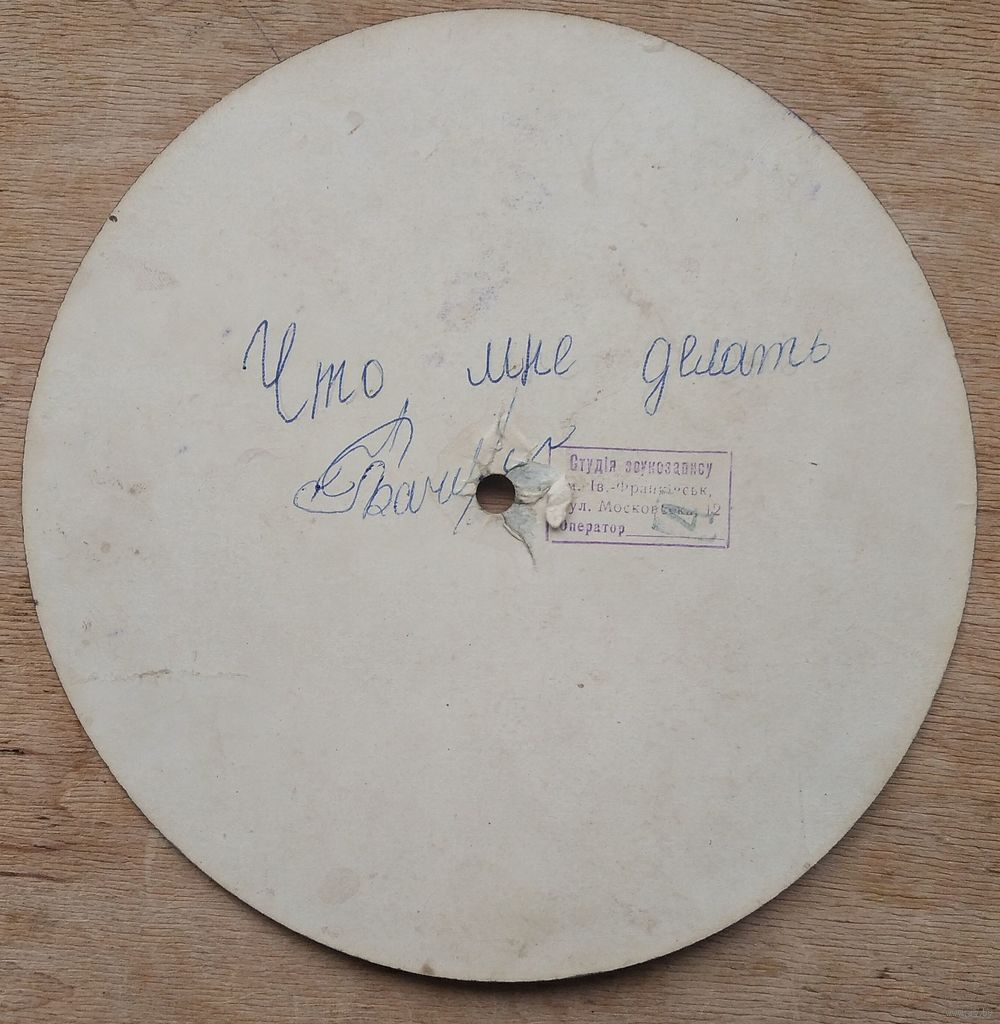 Что мне делать
Студія звукозапису
м. Ів.-Франківськ,
вул. Московська, 12
Оператор